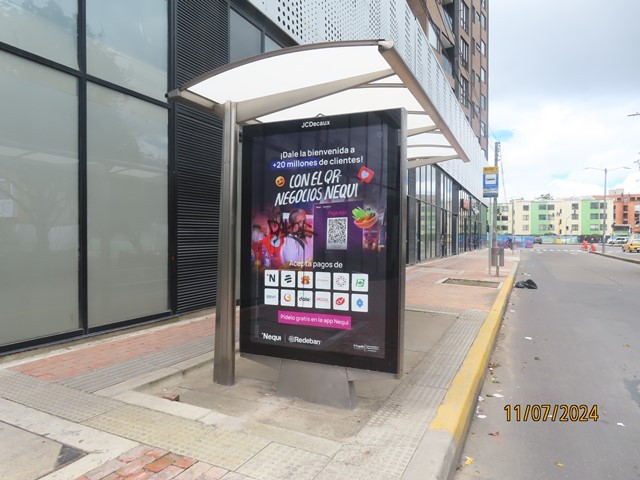 JCDecaux
¡Dale la bienvenida a
+20 millones de clientes!
CON EL QR
NEGOCIOS NEQUI
Acepta pagos de
Pídelo gratis en la app Nequi
Nequi
Redeban
11/07/2024